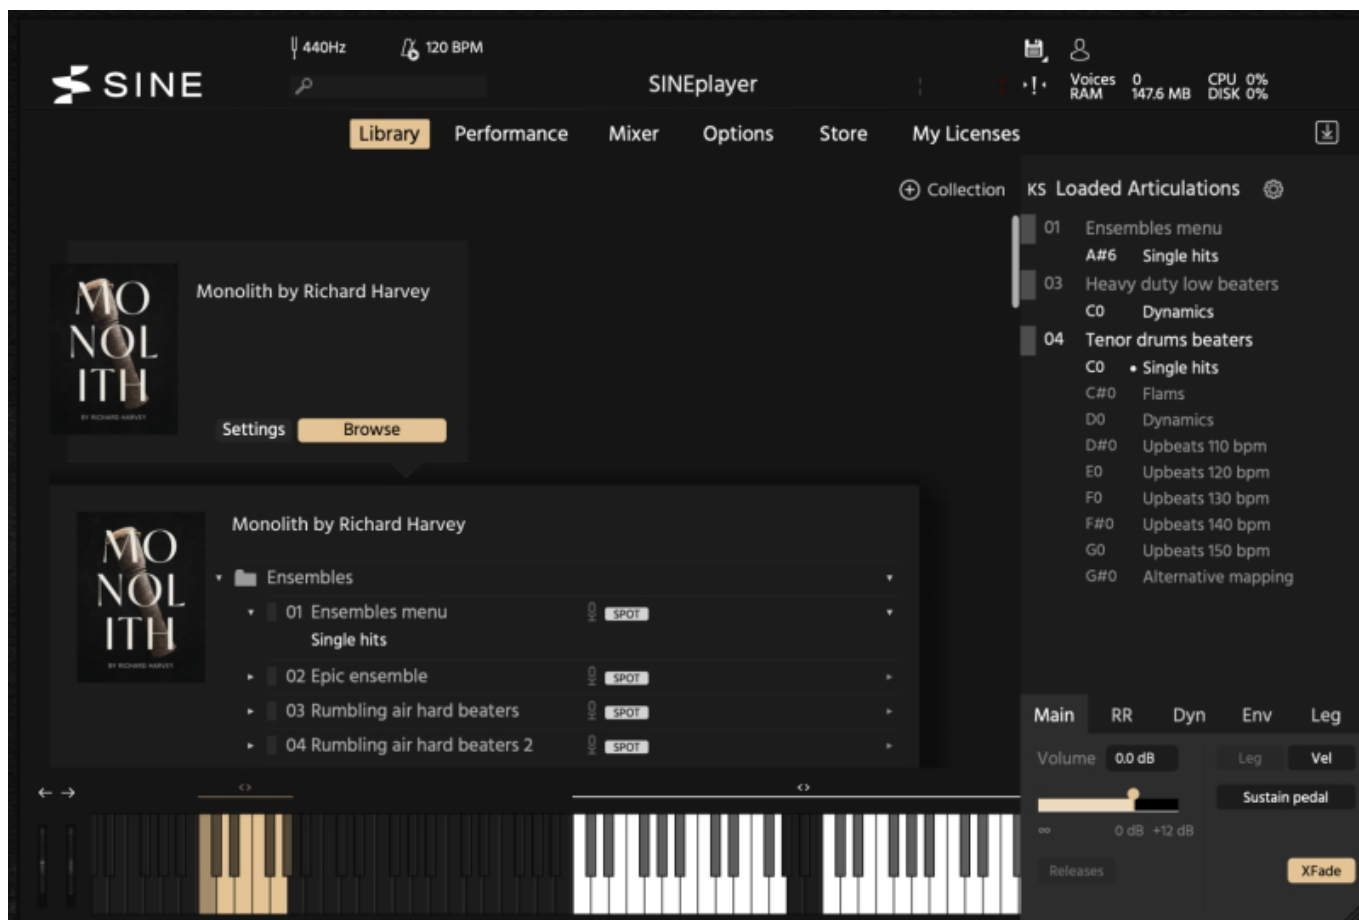 440Hz 120 BPM
SINE
SINEplayer
Voices 0 CPU 0%
RAM 147.6 MB DISK 0%
Library Performance Mixer Options Store My Licenses
Collection
KS Loaded Articulations
01 Ensembles menu
A#6 Single hits
03 Heavy duty low beaters
C0 Dynamics
04 Tenor drums beaters
C0 • Single hits
C#0 Flams
D0 Dynamics
D#0 Upbeats 110 bpm
E0 Upbeats 120 bpm
F0 Upbeats 130 bpm
F#0 Upbeats 140 bpm
G0 Upbeats 150 bpm
G#0 Alternative mapping
MO
NOL
ITH
BY RICHARD HARVEY
Monolith by Richard Harvey
Settings Browse
MO
NOL
ITH
BY RICHARD HARVEY
Monolith by Richard Harvey
Ensembles
01 Ensembles menu SPOT
Single hits
02 Epic ensemble SPOT
03 Rumbling air hard beaters SPOT
04 Rumbling air hard beaters 2 SPOT
Main RR Dyn Env Leg
Volume 0.0 dB Leg Vel
Sustain pedal
∞ 0 dB +12 dB
Releases XFade